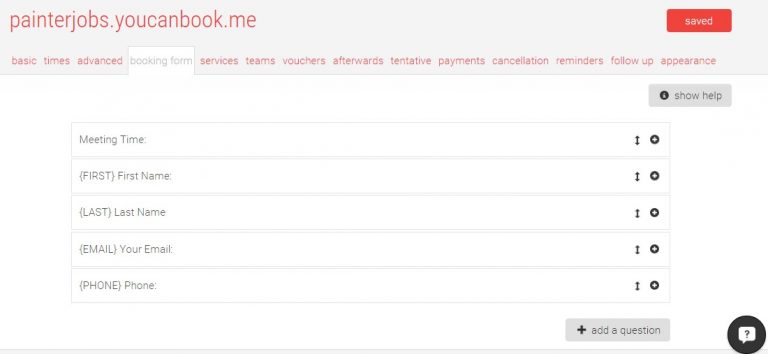 painterjobs.youcanbook.me
saved
basic times advanced booking form services teams vouchers afterwards tentative payments cancellation reminders follow up appearance
show help
Meeting Time:
{FIRST} First Name:
{LAST} Last Name
{EMAIL} Your Email:
{PHONE} Phone:
add a question